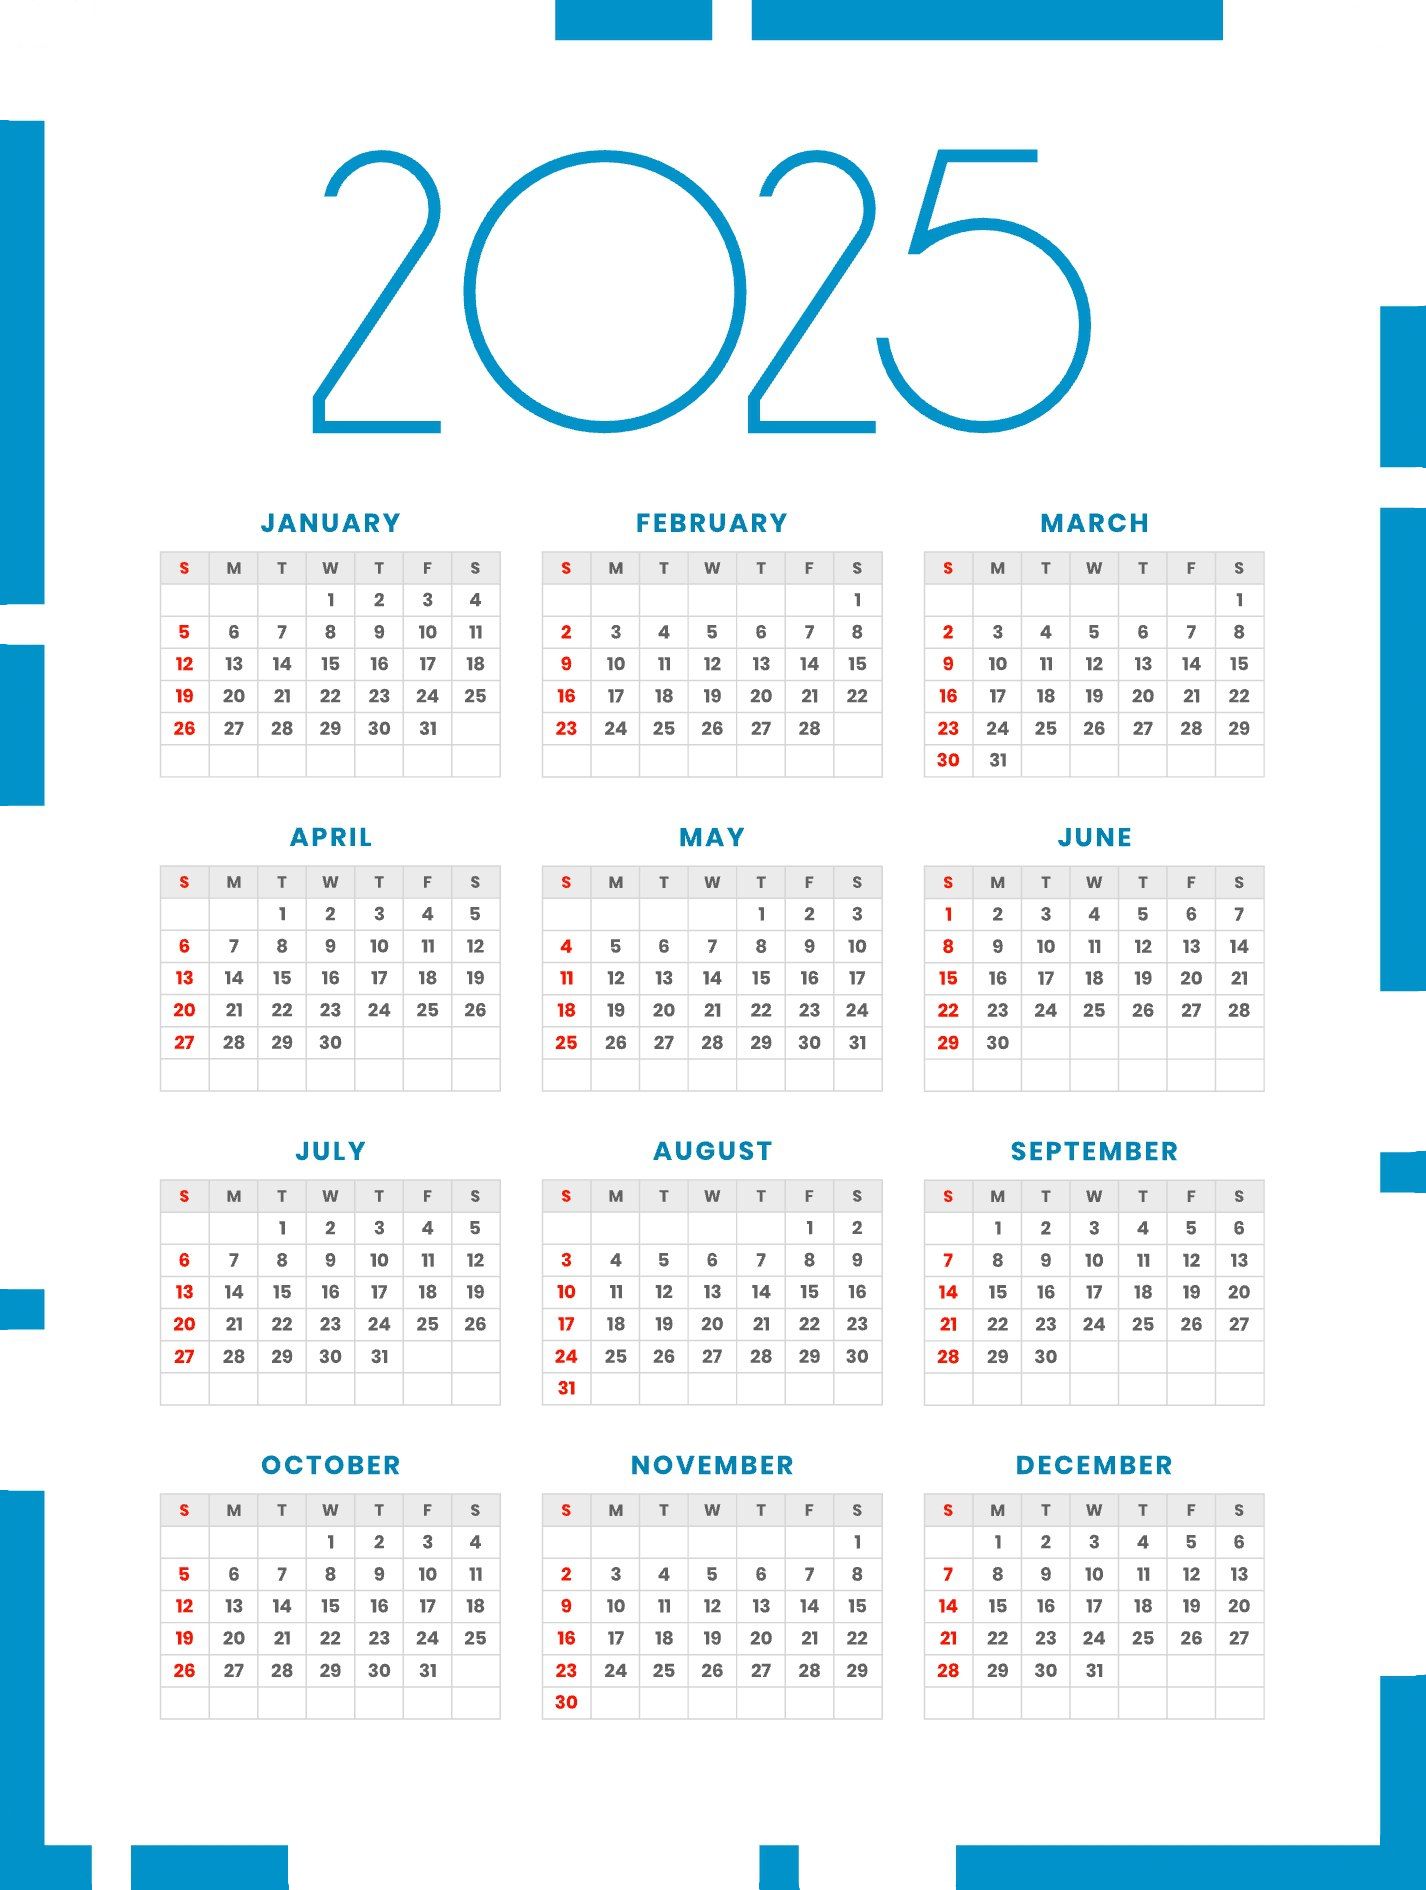 2025
JANUARY FEBRUARY MARCH
S M T W T F S S M T W T F S S M T W T F S
1 2 3 4 1 1
5 6 7 8 9 10 11 2 3 4 5 6 7 8 2 3 4 5 6 7 8
12 13 14 15 16 17 18 9 10 11 12 13 14 15 9 10 11 12 13 14 15
19 20 21 22 23 24 25 16 17 18 19 20 21 22 16 17 18 19 20 21 22
26 27 28 29 30 31 23 24 25 26 27 28 23 24 25 26 27 28 29
30 31
APRIL MAY JUNE
S M T W T F S S M T W T F S S M T W T F S
1 2 3 4 5 1 2 3 1 2 3 4 5 6 7
6 7 8 9 10 11 12 4 5 6 7 8 9 10 8 9 10 11 12 13 14
13 14 15 16 17 18 19 11 12 13 14 15 16 17 15 16 17 18 19 20 21
20 21 22 23 24 25 26 18 19 20 21 22 23 24 22 23 24 25 26 27 28
27 28 29 30 25 26 27 28 29 30 31 29 30
JULY AUGUST SEPTEMBER
S M T W T F S S M T W T F S S M T W T F S
1 2 3 4 5 1 2 1 2 3 4 5 6
6 7 8 9 10 11 12 3 4 5 6 7 8 9 7 8 9 10 11 12 13
13 14 15 16 17 18 19 10 11 12 13 14 15 16 14 15 16 17 18 19 20
20 21 22 23 24 25 26 17 18 19 20 21 22 23 21 22 23 24 25 26 27
27 28 29 30 31 24 25 26 27 28 29 30 28 29 30
31
OCTOBER NOVEMBER DECEMBER
S M T W T F S S M T W T F S S M T W T F S
1 2 3 4 1 1 2 3 4 5 6
5 6 7 8 9 10 11 2 3 4 5 6 7 8 7 8 9 10 11 12 13
12 13 14 15 16 17 18 9 10 11 12 13 14 15 14 15 16 17 18 19 20
19 20 21 22 23 24 25 16 17 18 19 20 21 22 21 22 23 24 25 26 27
26 27 28 29 30 31 23 24 25 26 27 28 29 28 29 30 31
30